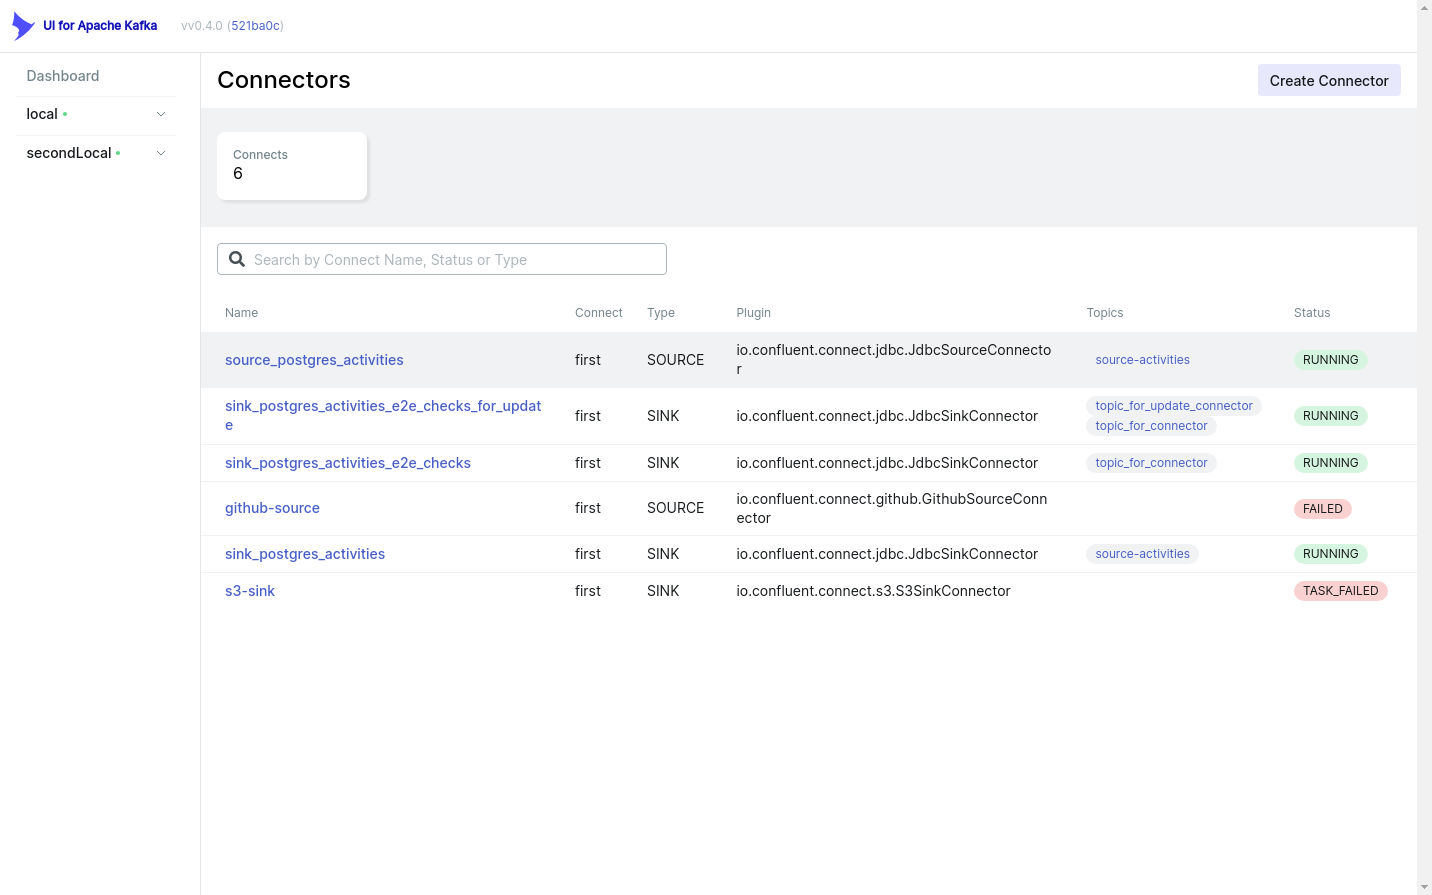 UI for Apache Kafka vv0.4.0 (521ba0c)
Dashboard
local
secondLocal
Connectors
Create Connector
Connects
6
Search by Connect Name, Status or Type
Name Connect Type Plugin Topics Status
source_postgres_activities first SOURCE io.confluent.connect.jdbc.JdbcSourceConnecto
r source-activities RUNNING
sink_postgres_activities_e2e_checks_for_updat
e first SINK io.confluent.connect.jdbc.JdbcSinkConnector topic_for_update_connector
topic_for_connector RUNNING
sink_postgres_activities_e2e_checks first SINK io.confluent.connect.jdbc.JdbcSinkConnector topic_for_connector RUNNING
github-source first SOURCE io.confluent.connect.github.GithubSourceConn
ector FAILED
sink_postgres_activities first SINK io.confluent.connect.jdbc.JdbcSinkConnector source-activities RUNNING
s3-sink first SINK io.confluent.connect.s3.S3SinkConnector TASK_FAILED